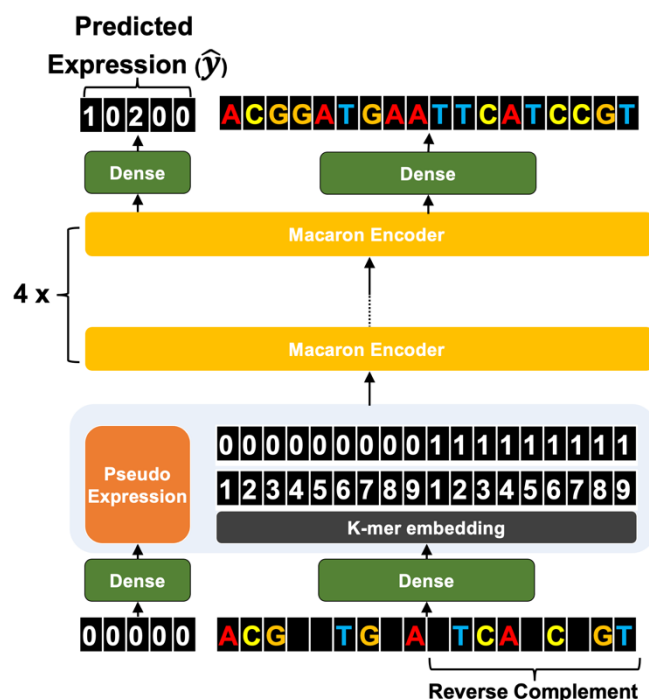 Predicted
Expression (ŷ)
10200 ACGGATGAATTCATCCGT
Dense Dense
Macaron Encoder
4 x
Macaron Encoder
Pseudo
Expression
000000000111111111
123456789123456789
K-mer embedding
Dense Dense
00000 ACG TG A TCA C GT
Reverse Complement